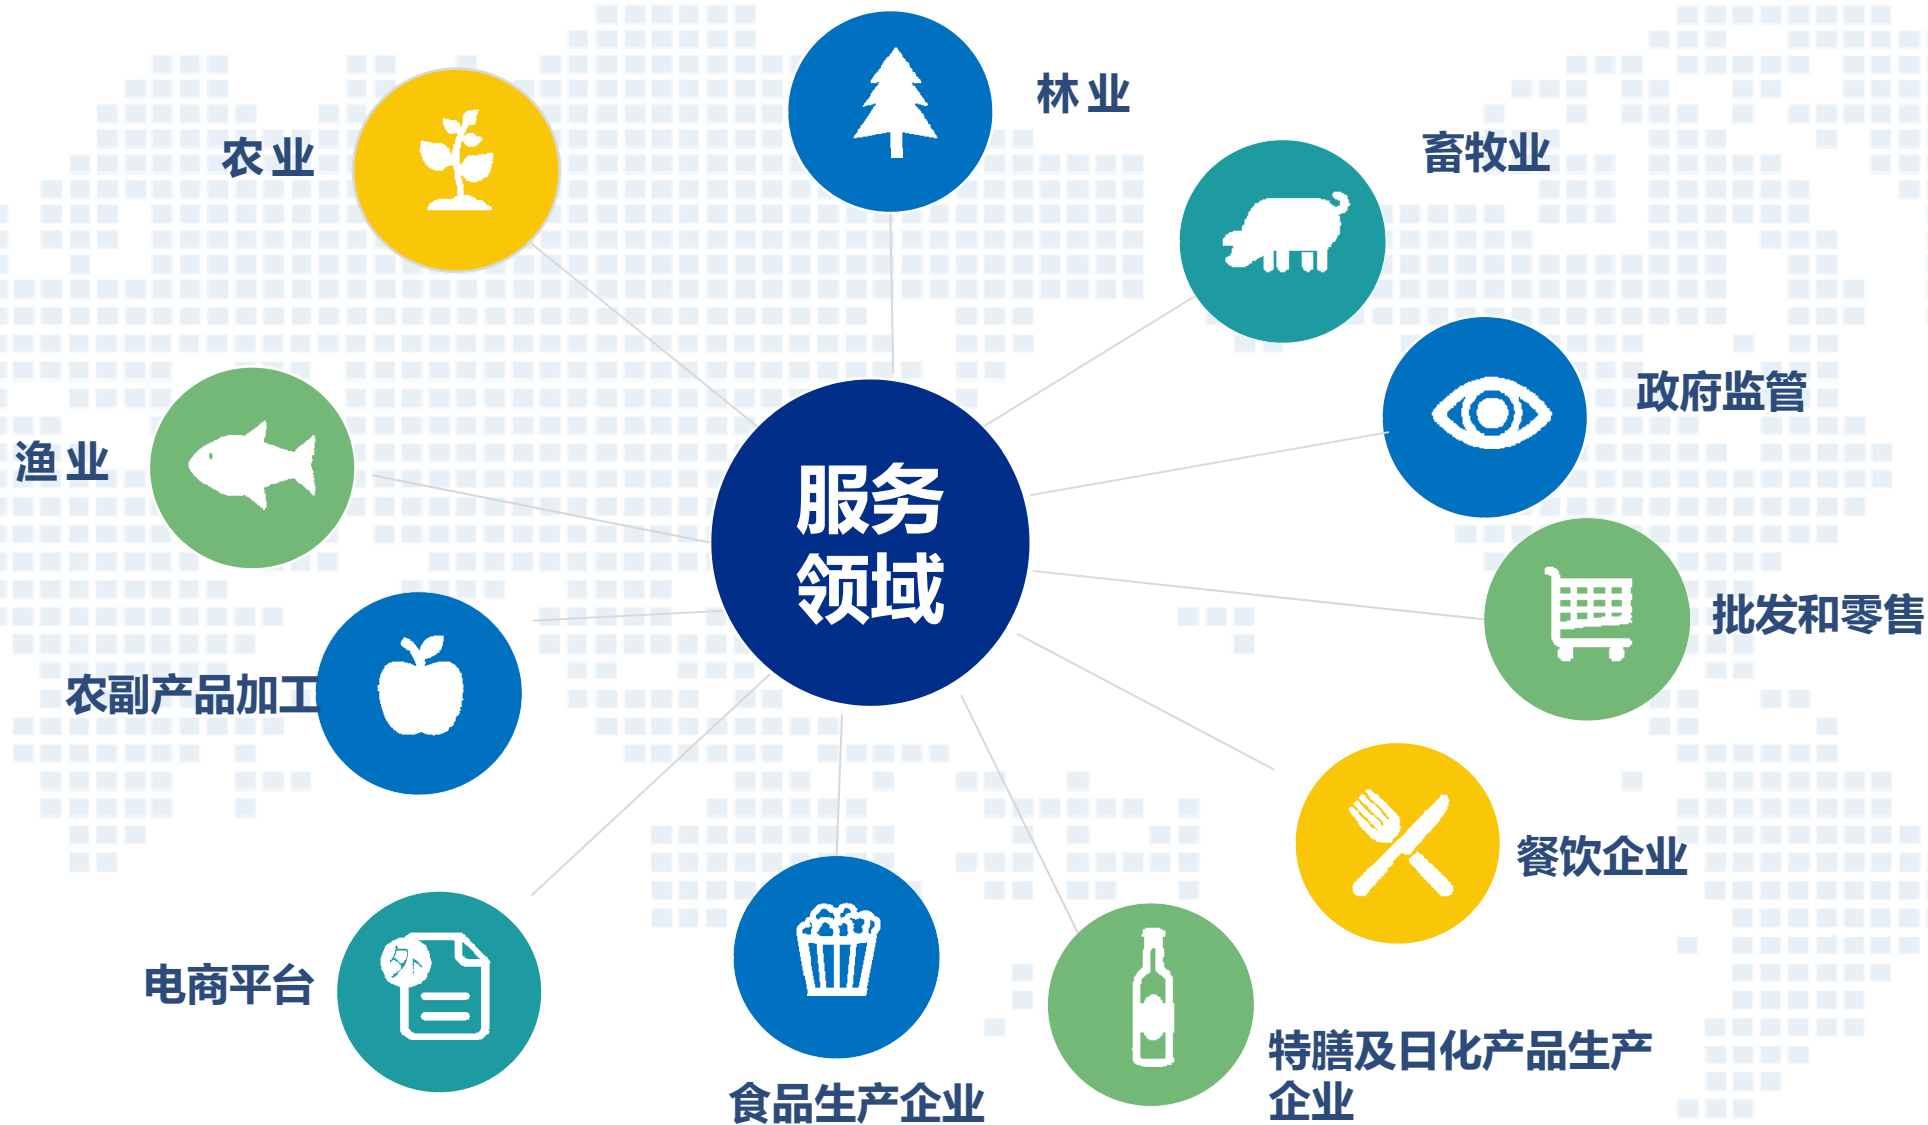 林业
农业
畜牧业
政府监管
渔业
服务
领域
批发和零售
农副产品加工
餐饮企业
外
电商平台
特膳及日化产品生产
企业
食品生产企业